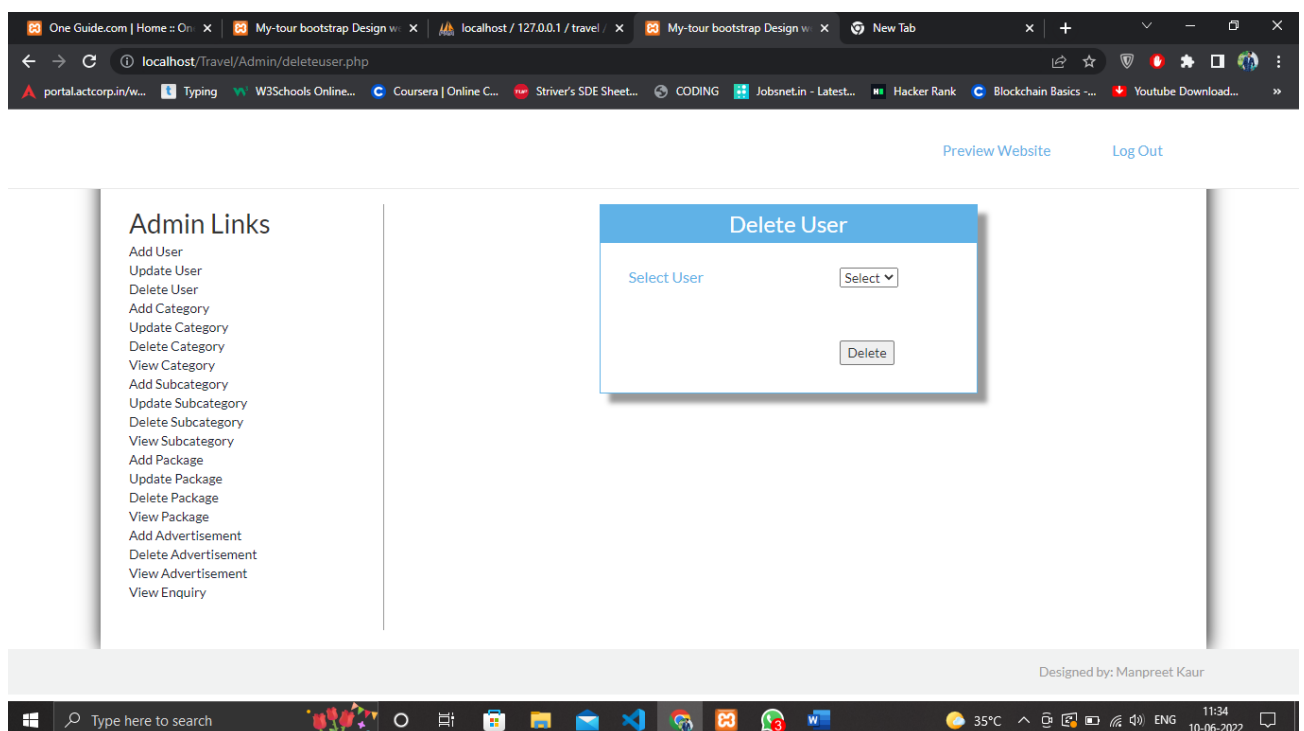 One Guide.com | Home :: On
My-tour bootstrap Design w
localhost / 127.0.0.1 / travel /
My-tour bootstrap Design w
New Tab
localhost/Travel/Admin/deleteuser.php
portal.actcorp.in/w...
Typing
W3Schools Online...
Coursera | Online C...
Striver's SDE Sheet...
CODING
Jobsnet.in - Latest...
Hacker Rank
Blockchain Basics -...
Youtube Download...
»
Preview Website
Log Out
Admin Links
Add User
Update User
Delete User
Add Category
Update Category
Delete Category
View Category
Add Subcategory
Update Subcategory
Delete Subcategory
View Subcategory
Add Package
Update Package
Delete Package
View Package
Add Advertisement
Delete Advertisement
View Advertisement
View Enquiry
Delete User
Select User
Select
Delete
Designed by: Manpreet Kaur
Type here to search
3
35°C
ENG
11:34
10-06-2022